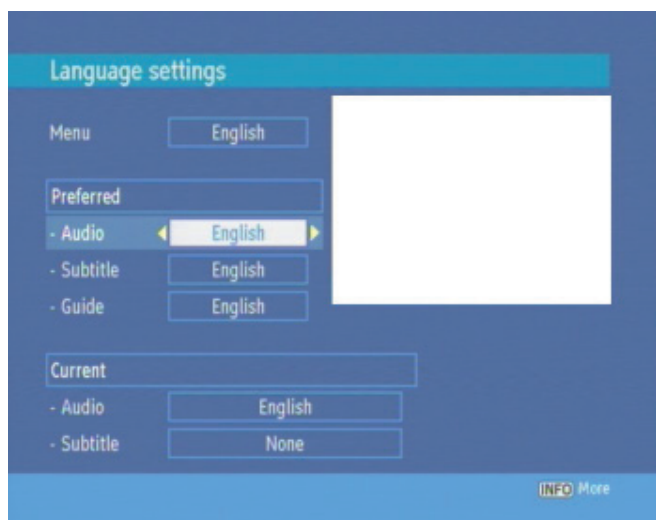 Language settings
Menu English
Preferred
- Audio English
- Subtitle English
- Guide English
Current
- Audio English
- Subtitle None
INFO More